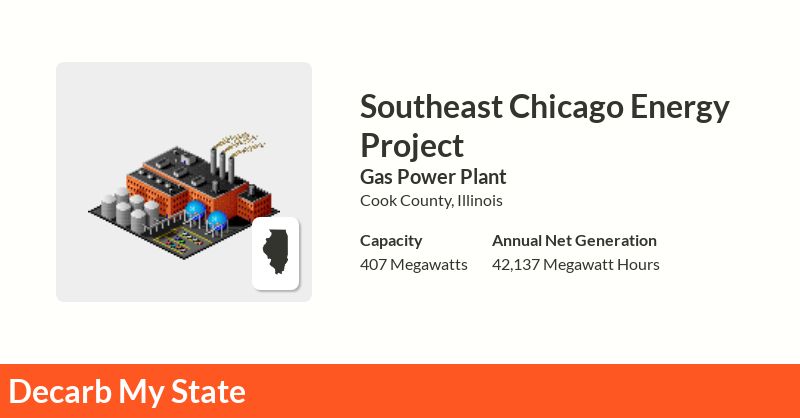 Southeast Chicago Energy
Project
Gas Power Plant
Cook County, Illinois
Capacity
407 Megawatts
Annual Net Generation
42,137 Megawatt Hours
Decarb My State